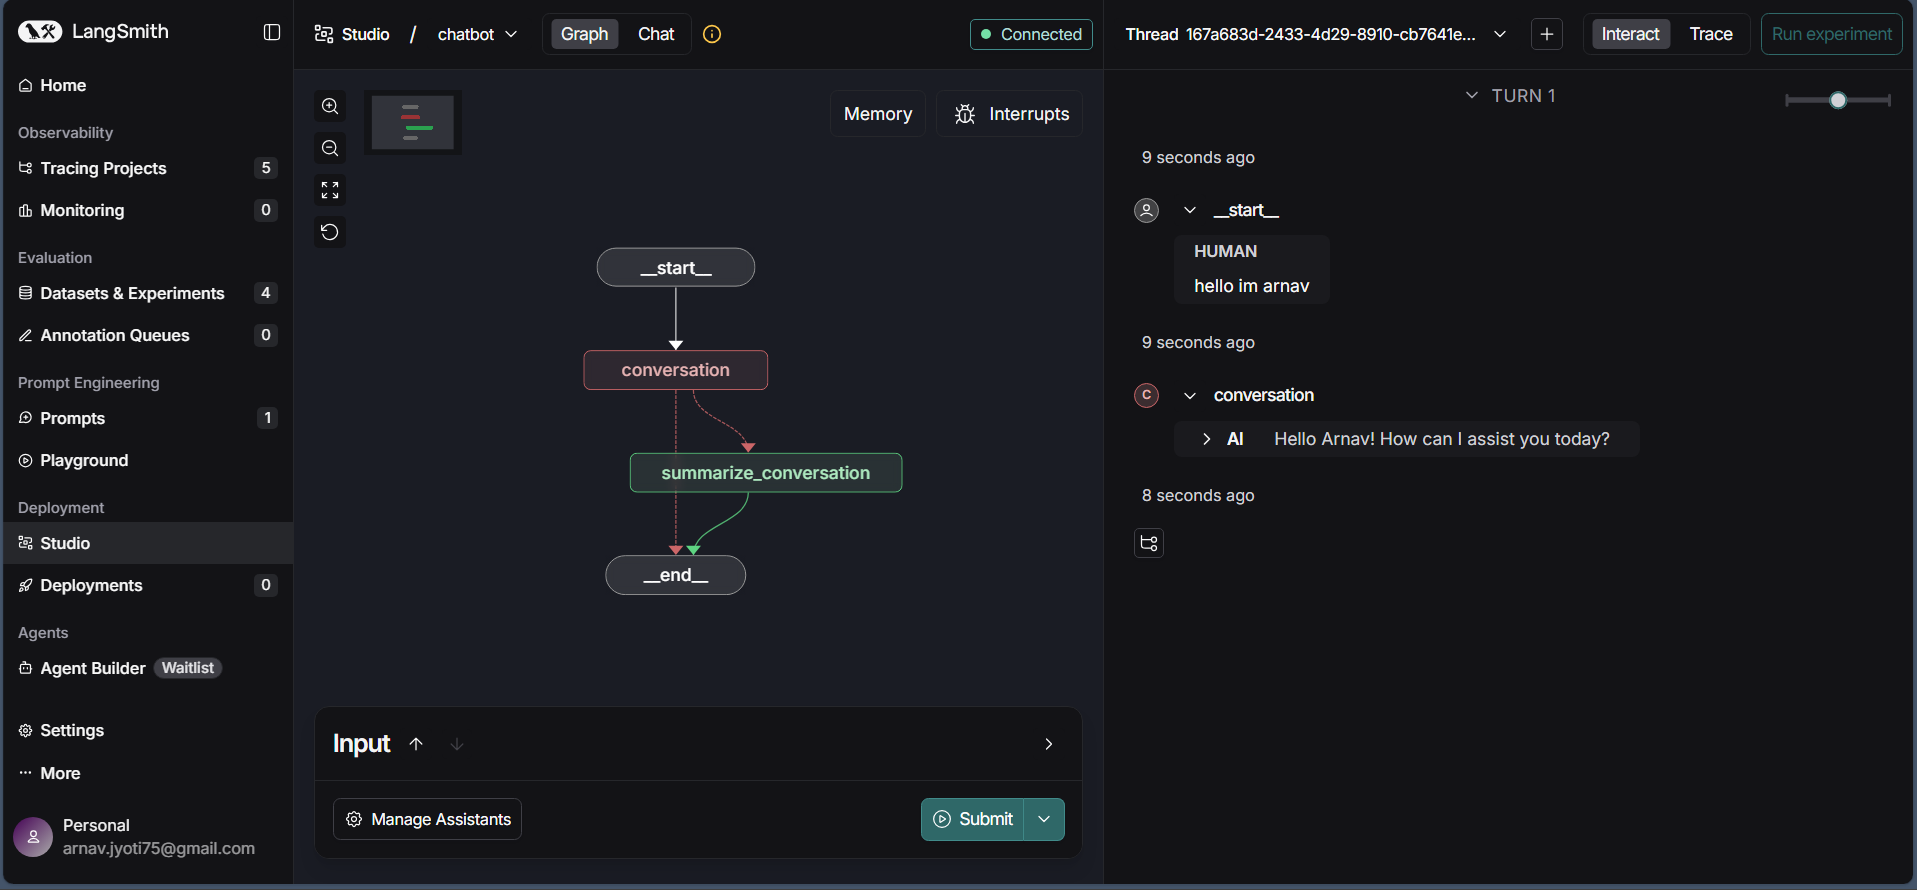 LangSmith
Home
Observability
Tracing Projects 5
Monitoring 0
Evaluation
Datasets & Experiments 4
Annotation Queues 0
Prompt Engineering
Prompts 1
Playground
Deployment
Studio
Deployments 0
Agents
Agent Builder Waitlist
Settings
More
Personal
arnav.jyoti75@gmail.com
Studio / chatbot Graph Chat Connected
Memory Interrupts
__start__
conversation
summarize_conversation
__end__
Input
Manage Assistants Submit
Thread 167a683d-2433-4d29-8910-cb7641e... Interact Trace Run experiment
TURN 1
9 seconds ago
__start__
HUMAN
hello im arnav
9 seconds ago
C conversation
AI Hello Arnav! How can I assist you today?
8 seconds ago